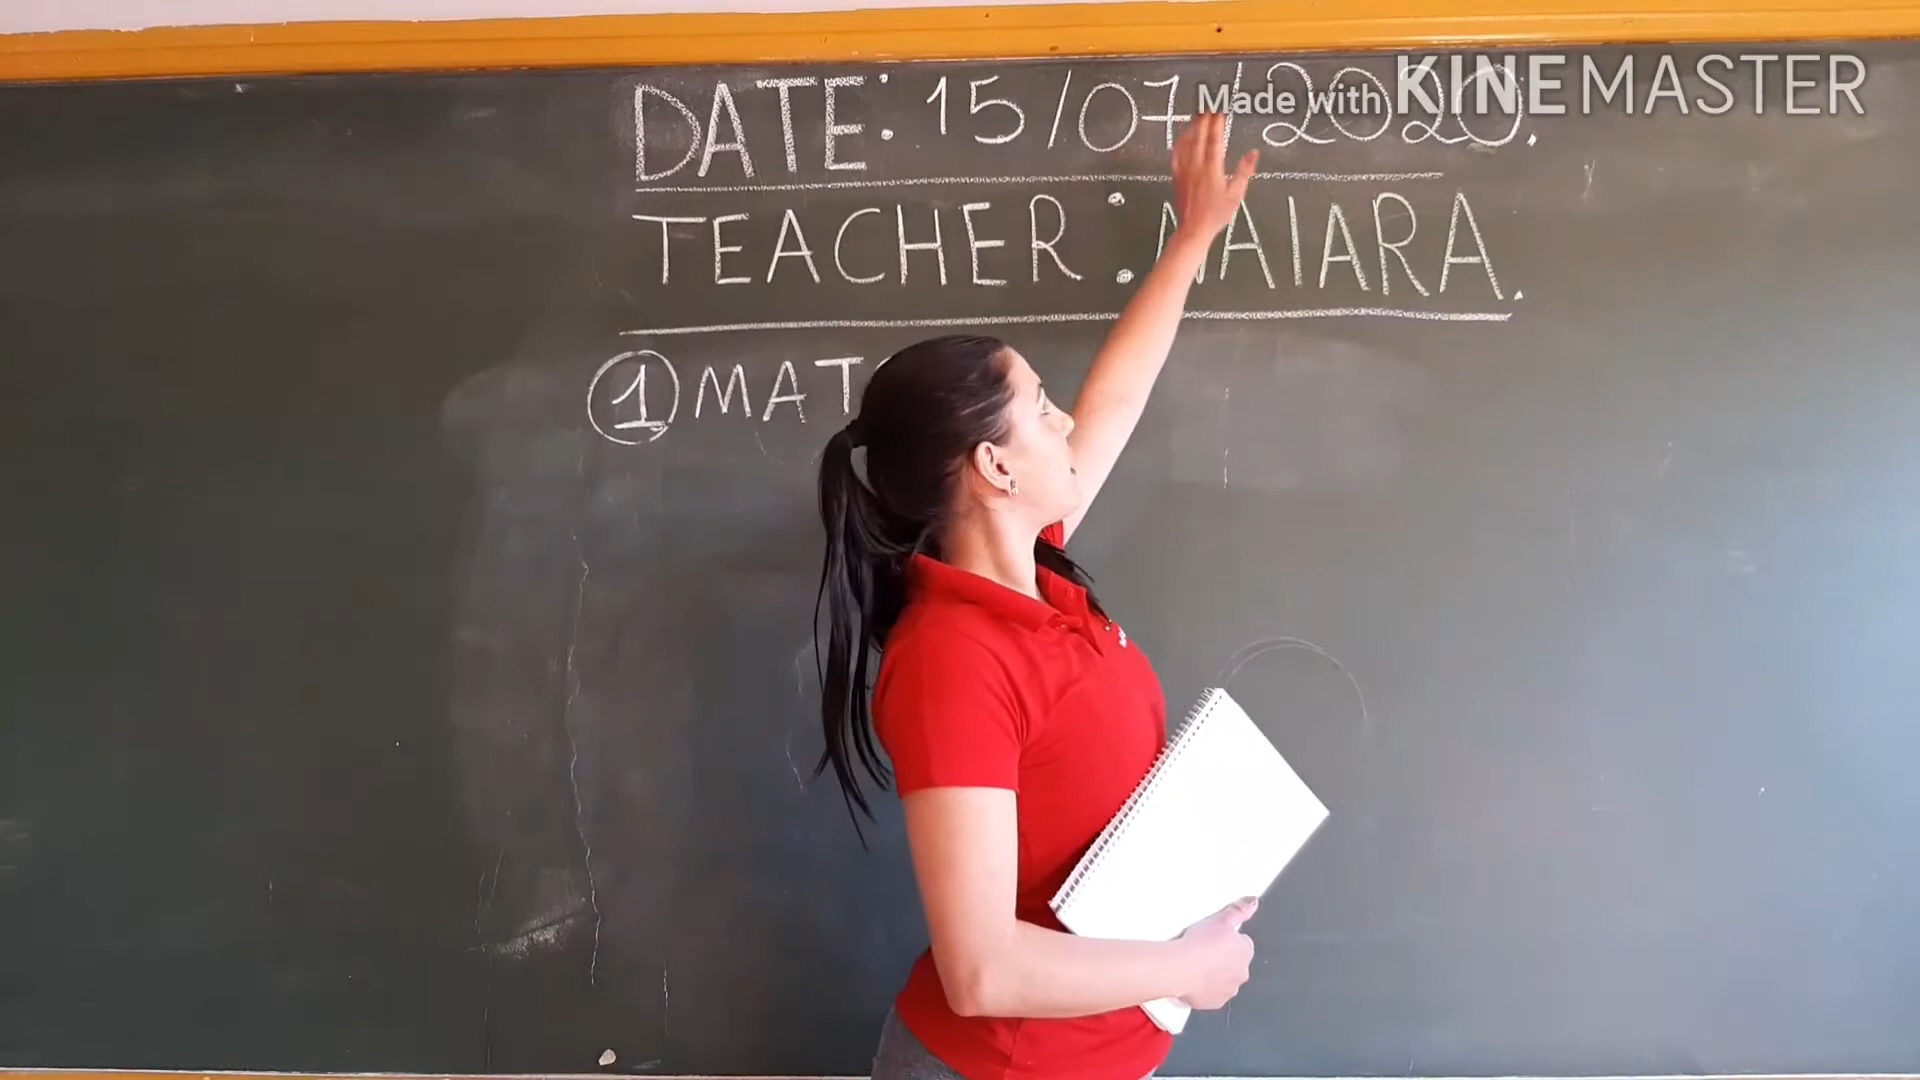 DATE: 15/07/2020.
Made with KINEMASTER
TEACHER: NAIARA.
1 MAT